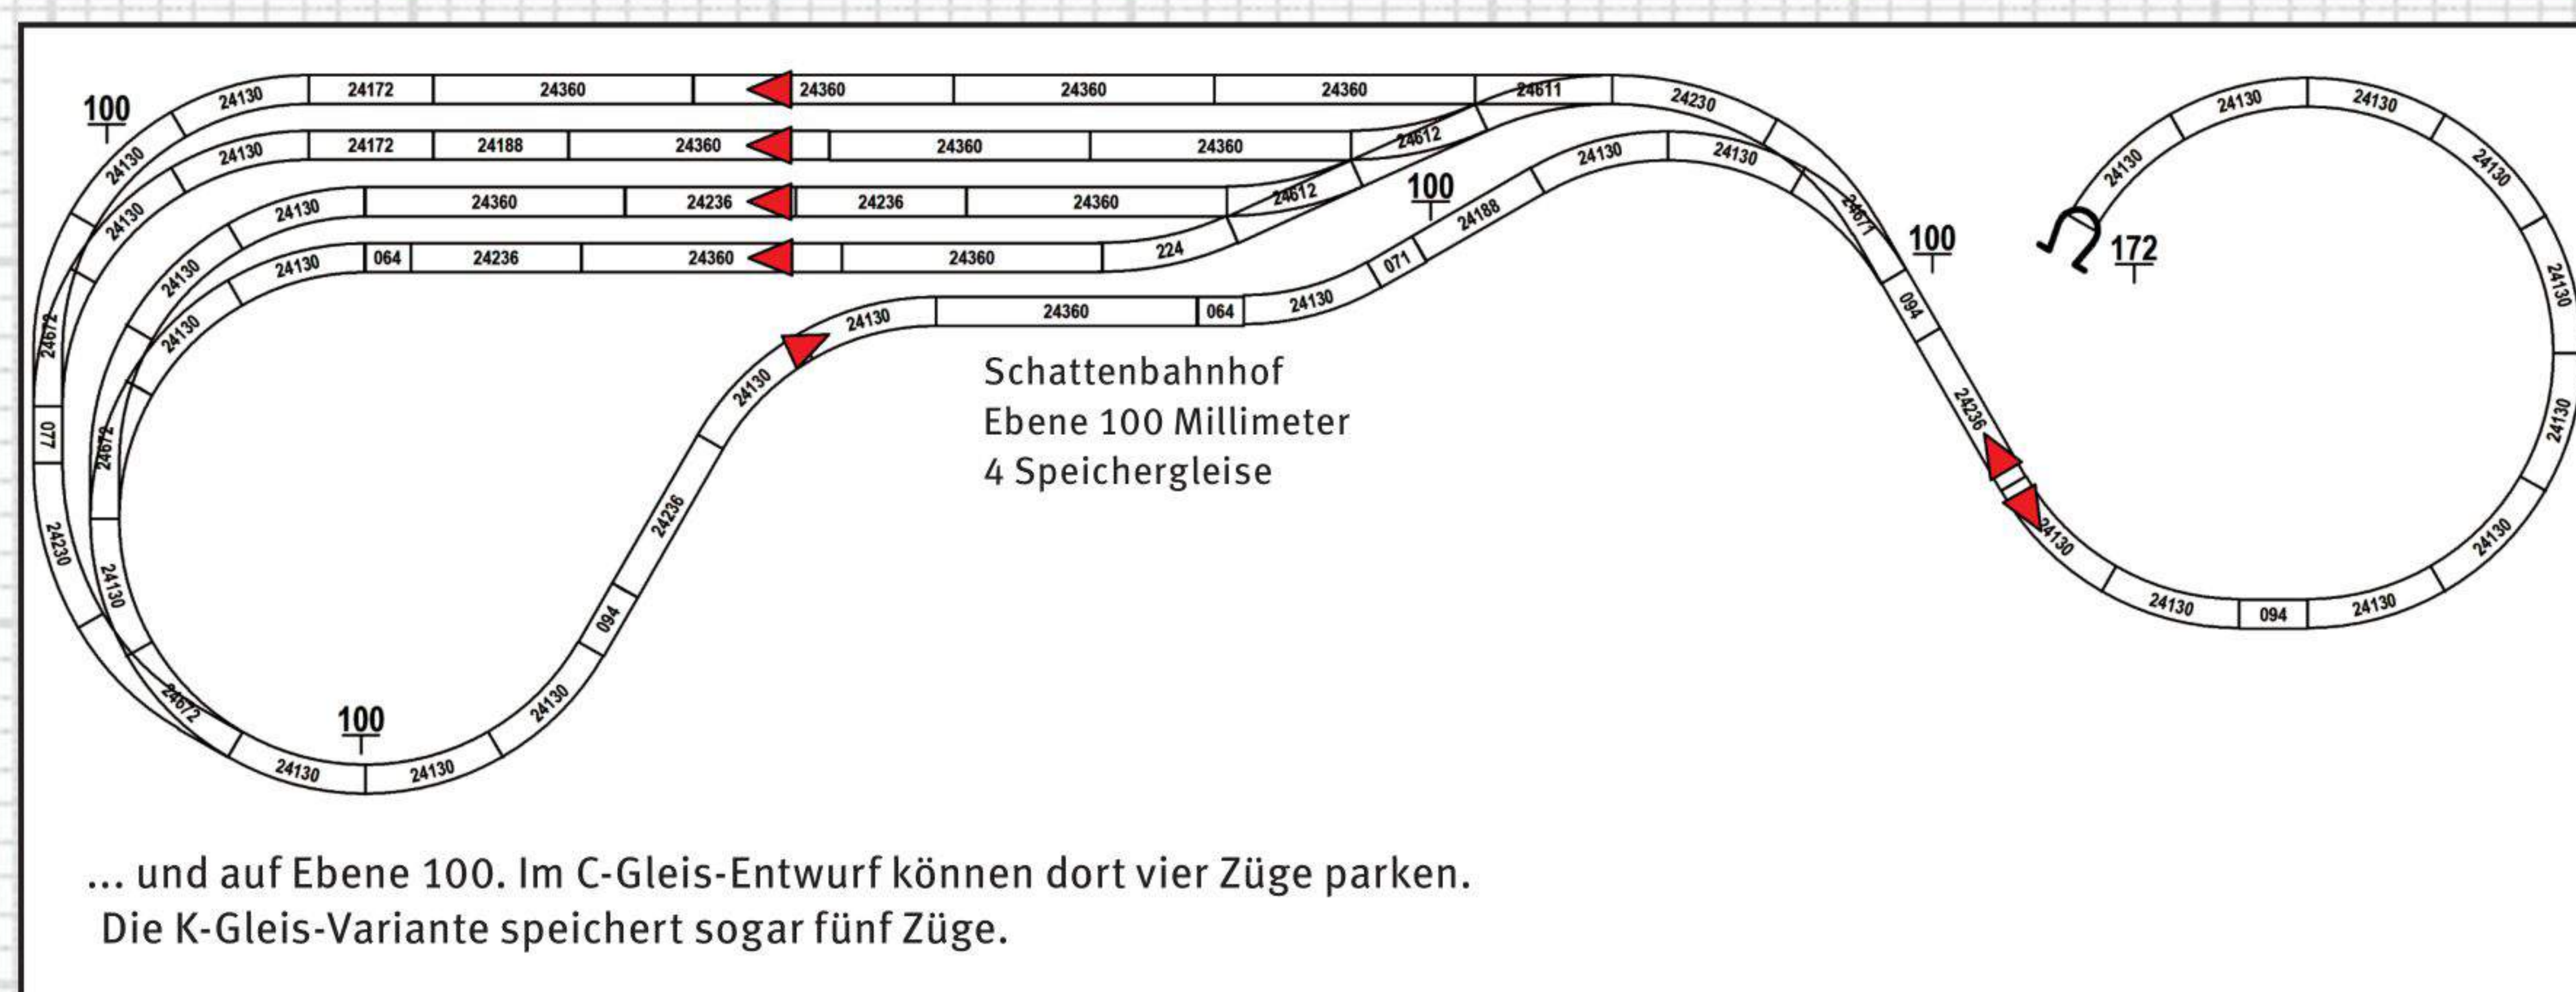 100
24130 24172 24360 24360 24360 24360 24611 24230
24130 24130 24172 24188 24360 24360 24360 24612
24130 24130 24360 24236 24236 24360 24612
24130 24130 064 24236 24360 24360 224
24672 24672 077 24230 24130 24672
24130 24130 24130 094 24236 24130 24130
100
24360 064 24130 071 24188 24130 24130 24671
100
100
094
24236
24130 24130 094 24130 24130 24130 24130 24130 24130 24130 24130
172
Schattenbahnhof
Ebene 100 Millimeter
4 Speichergleise
... und auf Ebene 100. Im C-Gleis-Entwurf können dort vier Züge parken.
Die K-Gleis-Variante speichert sogar fünf Züge.